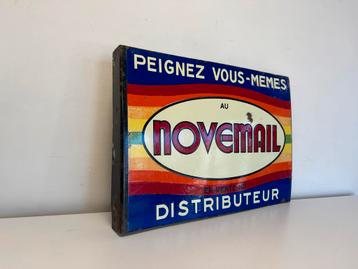 PEIGNEZ VOUS-MEMES
AU
NOVEMAIL
DISTRIBUTEUR